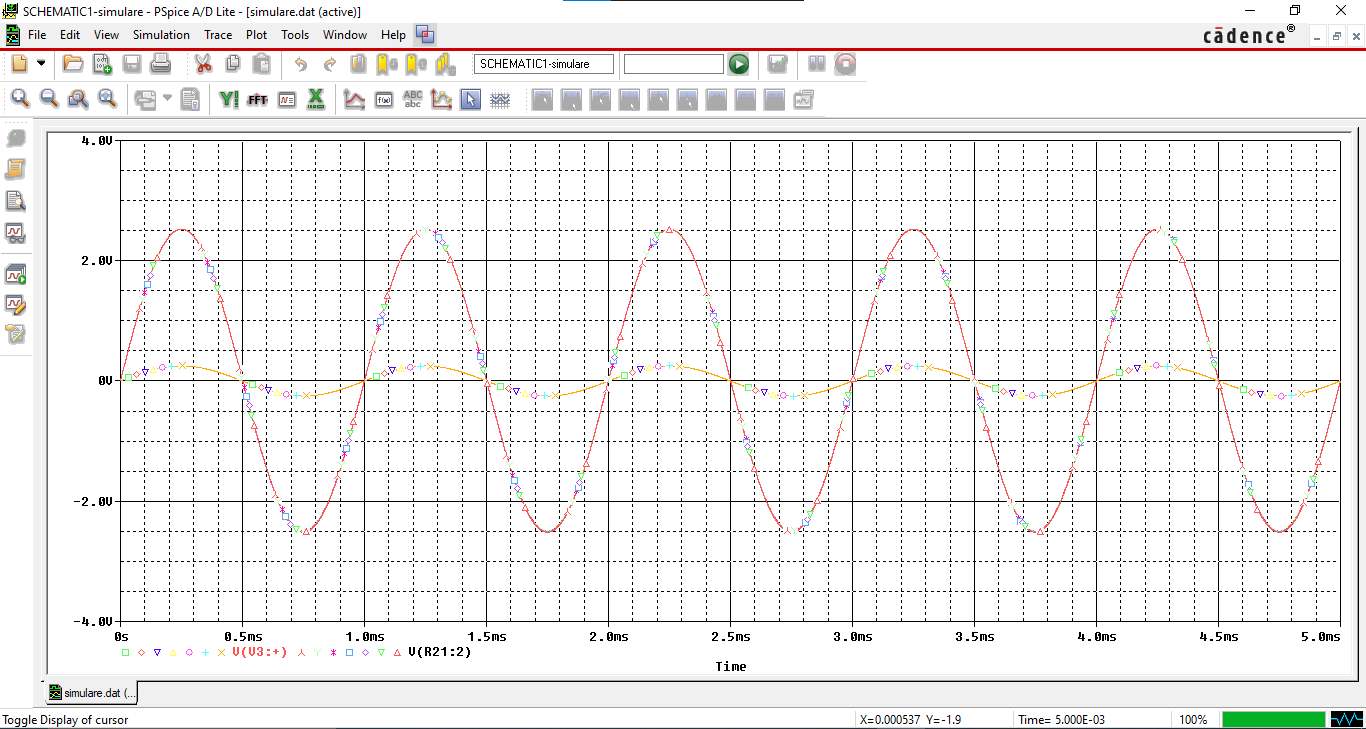 SCHEMATIC1-simulare - PSpice A/D Lite - [simulare.dat (active)]
File Edit View Simulation Trace Plot Tools Window Help
cādence®
SCHEMATIC1-simulare
FFT
ABC
abc
f(x)
4.0V
2.0V
0V
-2.0V
-4.0V
0s 0.5ms 1.0ms 1.5ms 2.0ms 2.5ms 3.0ms 3.5ms 4.0ms 4.5ms 5.0ms
V(V3:+) V(R21:2)
Time
simulare.dat (...
Toggle Display of cursor
X=0.000537 Y=-1.9
Time= 5.000E-03
100%